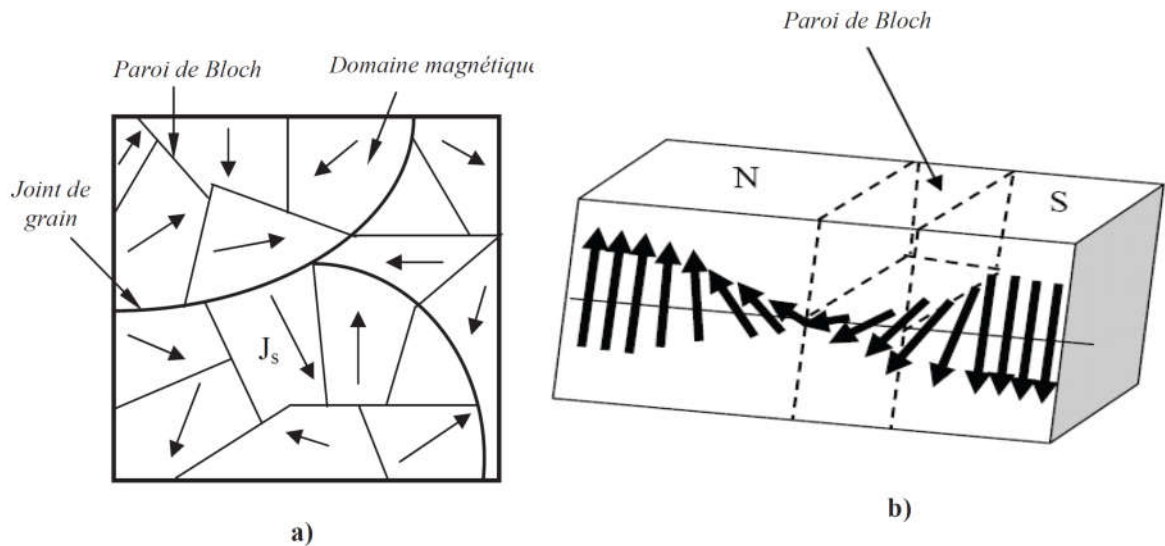 Paroi de Bloch
Paroi de Bloch
Domaine magnétique
Joint de
grain
N
S
J_s
a)
b)